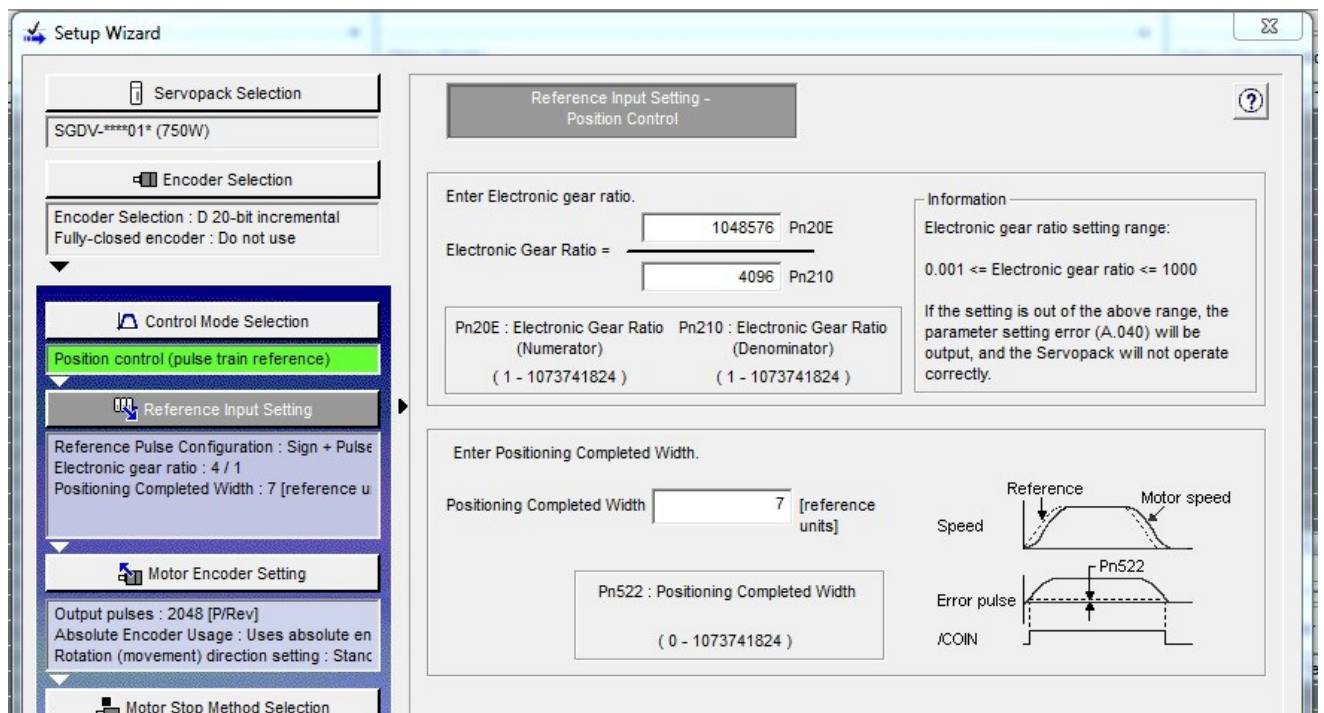 Setup Wizard
Servopack Selection
SGDV-****01* (750W)
Encoder Selection
Encoder Selection : D 20-bit incremental
Fully-closed encoder : Do not use
Control Mode Selection
Position control (pulse train reference)
Reference Input Setting
Reference Pulse Configuration : Sign + Pulse
Electronic gear ratio : 4 / 1
Positioning Completed Width : 7 [reference
Motor Encoder Setting
Output pulses : 2048 [P/Rev]
Absolute Encoder Usage : Uses absolute en
Rotation (movement) direction setting : Stanc
Motor Stop Method Selection
Reference Input Setting -
Position Control
?
Enter Electronic gear ratio.
1048576 Pn20E
Electronic Gear Ratio =
4096 Pn210
Pn20E : Electronic Gear Ratio
(Numerator)
( 1 - 1073741824 )
Pn210 : Electronic Gear Ratio
(Denominator)
( 1 - 1073741824 )
Information
Electronic gear ratio setting range:
0.001 <= Electronic gear ratio <= 1000
If the setting is out of the above range, the
parameter setting error (A.040) will be
output, and the Servopack will not operate
correctly.
Enter Positioning Completed Width.
Positioning Completed Width 7 [reference
units]
Pn522 : Positioning Completed Width
( 0 - 1073741824 )
Reference
Motor speed
Speed
Pn522
Error pulse
/COIN